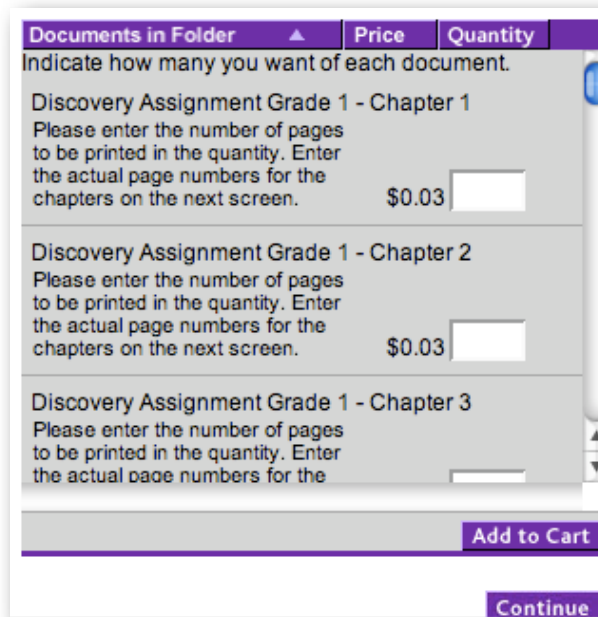 Documents in Folder Price Quantity
Indicate how many you want of each document.
Discovery Assignment Grade 1 - Chapter 1
Please enter the number of pages
to be printed in the quantity. Enter
the actual page numbers for the
chapters on the next screen. $0.03
Discovery Assignment Grade 1 - Chapter 2
Please enter the number of pages
to be printed in the quantity. Enter
the actual page numbers for the
chapters on the next screen. $0.03
Discovery Assignment Grade 1 - Chapter 3
Please enter the number of pages
to be printed in the quantity. Enter
the actual page numbers for the
Add to Cart
Continue